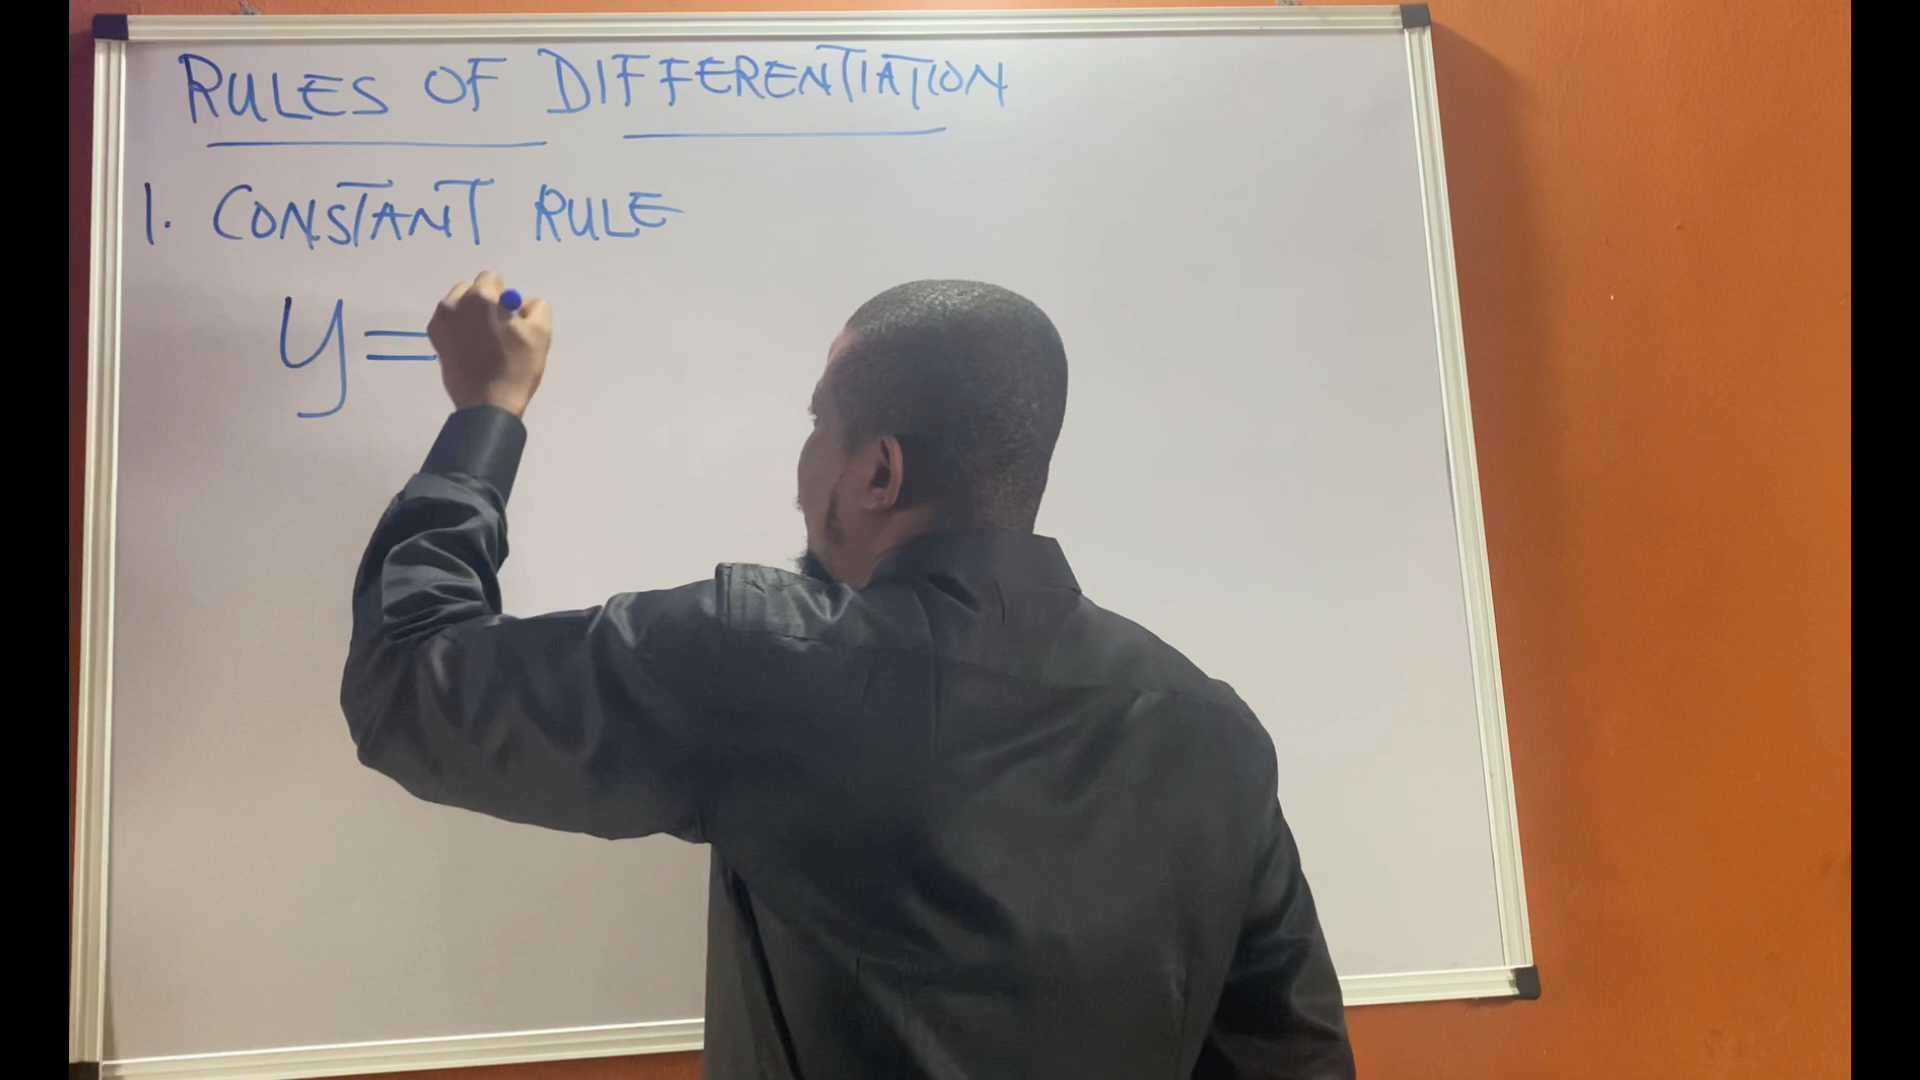 RULES OF DIFFERENTIATION
1. CONSTANT RULE
y=